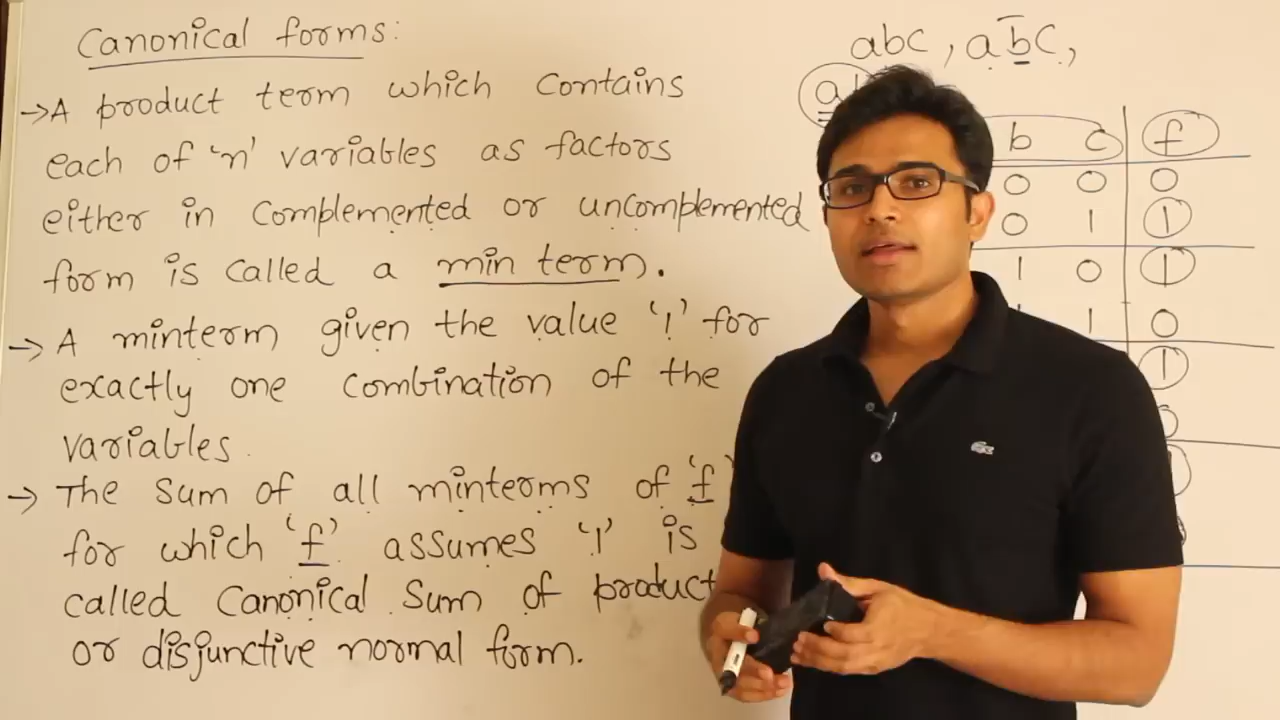 Canonical forms:
→A product term which contains
each of 'n' variables as factors
either in complemented or uncomplemented
form is called a min term.
→ A minterm given the value '1' for
exactly one combination of the
variables.
→ The sum of all minterms of 'f'
for which 'f' assumes '1' is
called canonical sum of product
or disjunctive normal form.
abc, ab̅c,
a
b c f
0 0 0
0 1 1
1 0 1
1 0
1
0